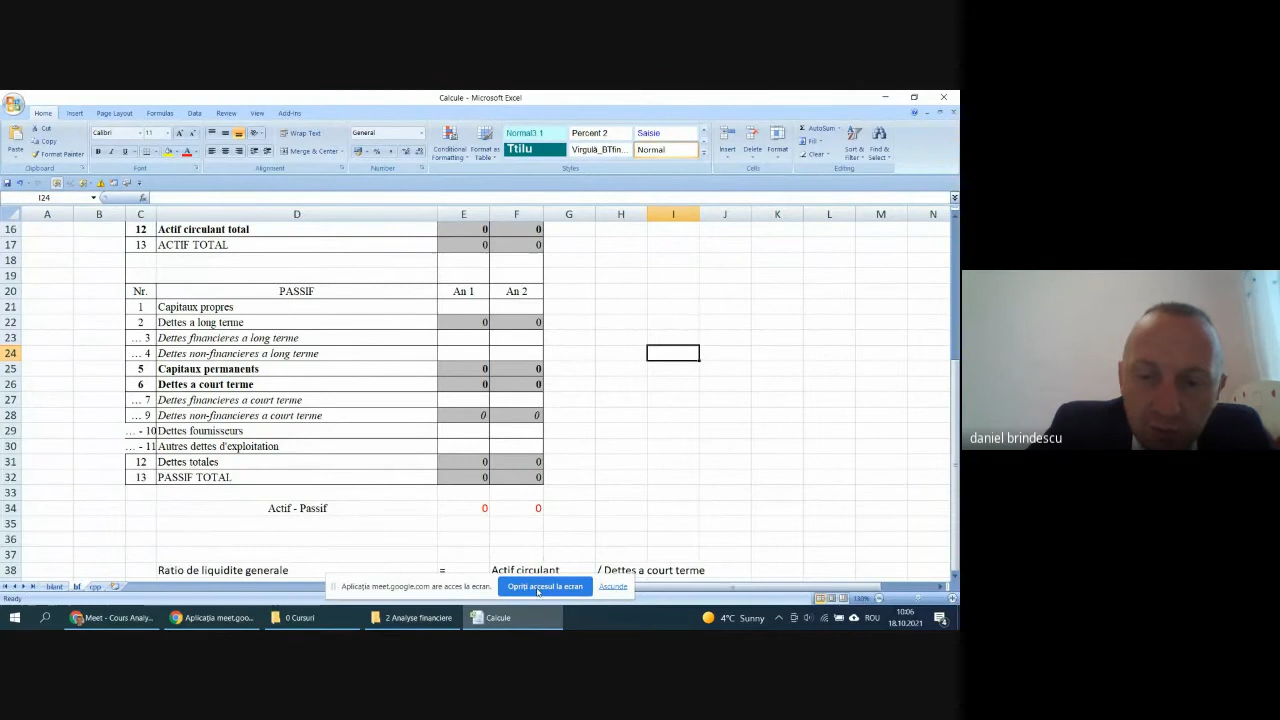 Calcule - Microsoft Excel
Home Insert Page Layout Formulas Data Review View Add-Ins
Cut Calibri 11 Wrap Text General Normal3 1 Percent 2 Saisie AutoSum
Copy Fill
Paste Format Painter Merge & Center Conditional Formatting Format as Table Ttilu Virgulă_BTfin... Normal Insert Delete Format Clear Sort & Filter Find & Select
Clipboard Font Alignment Number Styles Cells Editing
I24 fx
A B C D E F G H I J K L M N
16 12 Actif circulant total 0 0
17 13 ACTIF TOTAL 0 0
18
19
20 Nr. PASSIF An 1 An 2
21 1 Capitaux propres
22 2 Dettes a long terme 0 0
23 ... 3 Dettes financieres a long terme
24 ... 4 Dettes non-financieres a long terme
25 5 Capitaux permanents 0 0
26 6 Dettes a court terme 0 0
27 ... 7 Dettes financieres a court terme
28 ... 9 Dettes non-financieres a court terme 0 0
29 ... - 10 Dettes fournisseurs
30 ... - 11 Autres dettes d'exploitation
31 12 Dettes totales 0 0
32 13 PASSIF TOTAL 0 0
33
34 Actif - Passif 0 0
35
36
37
38 Ratio de liquidite generale = Actif circulant / Dettes a court terme
bilant bf cpp
Aplicația meet.google.com are acces la ecran. Opriți accesul la ecran Ascunde
Ready 130%
Meet - Cours Analy... Aplicația meet.goo... 0 Cursuri 2 Analyse financiere Calcule 4°C Sunny ROU 10:06
18.10.2021
4
daniel brindescu